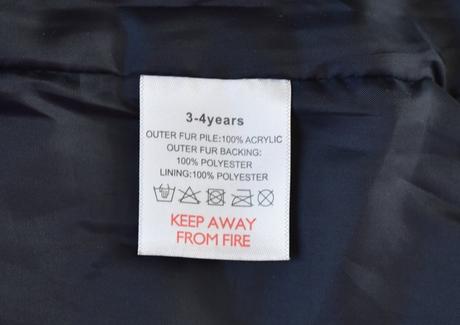 3-4years
OUTER FUR PILE:100% ACRYLIC
OUTER FUR BACKING:
100% POLYESTER
LINING:100% POLYESTER
KEEP AWAY
FROM FIRE